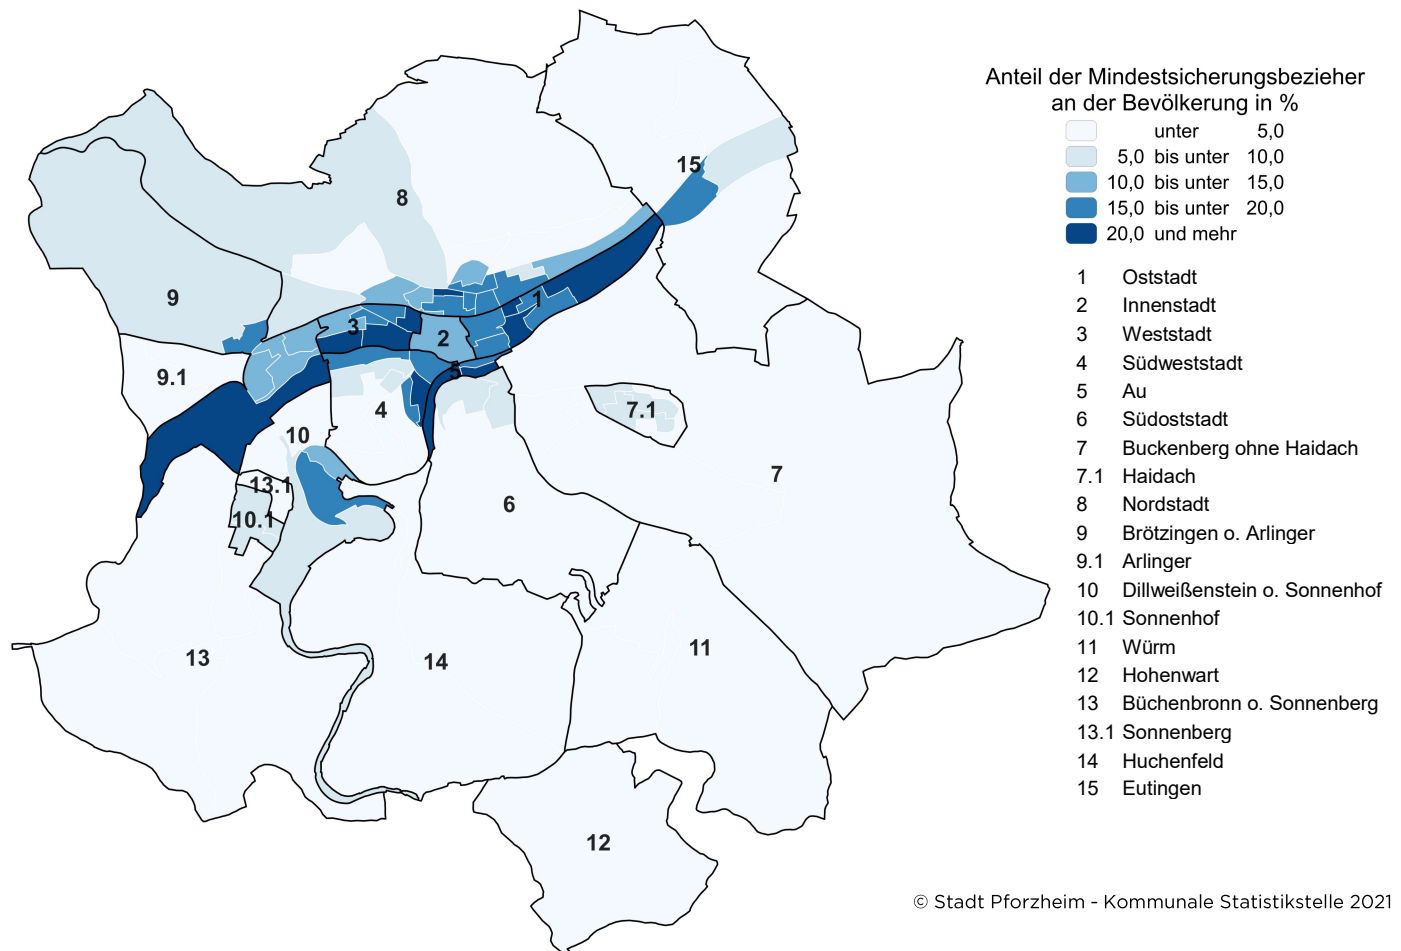 Anteil der Mindestsicherungsbezieher
an der Bevölkerung in %
unter 5,0
5,0 bis unter 10,0
10,0 bis unter 15,0
15,0 bis unter 20,0
20,0 und mehr
1 Oststadt
2 Innenstadt
3 Weststadt
4 Südweststadt
5 Au
6 Südoststadt
7 Buckenberg ohne Haidach
7.1 Haidach
8 Nordstadt
9 Brötzingen o. Arlinger
9.1 Arlinger
10 Dillweißenstein o. Sonnenhof
10.1 Sonnenhof
11 Würm
12 Hohenwart
13 Büchenbronn o. Sonnenberg
13.1 Sonnenberg
14 Huchenfeld
15 Eutingen
15
8
9
1
3
2
9.1
5
4
7.1
10
7
13.1
6
10.1
11
13
14
12
© Stadt Pforzheim - Kommunale Statistikstelle 2021